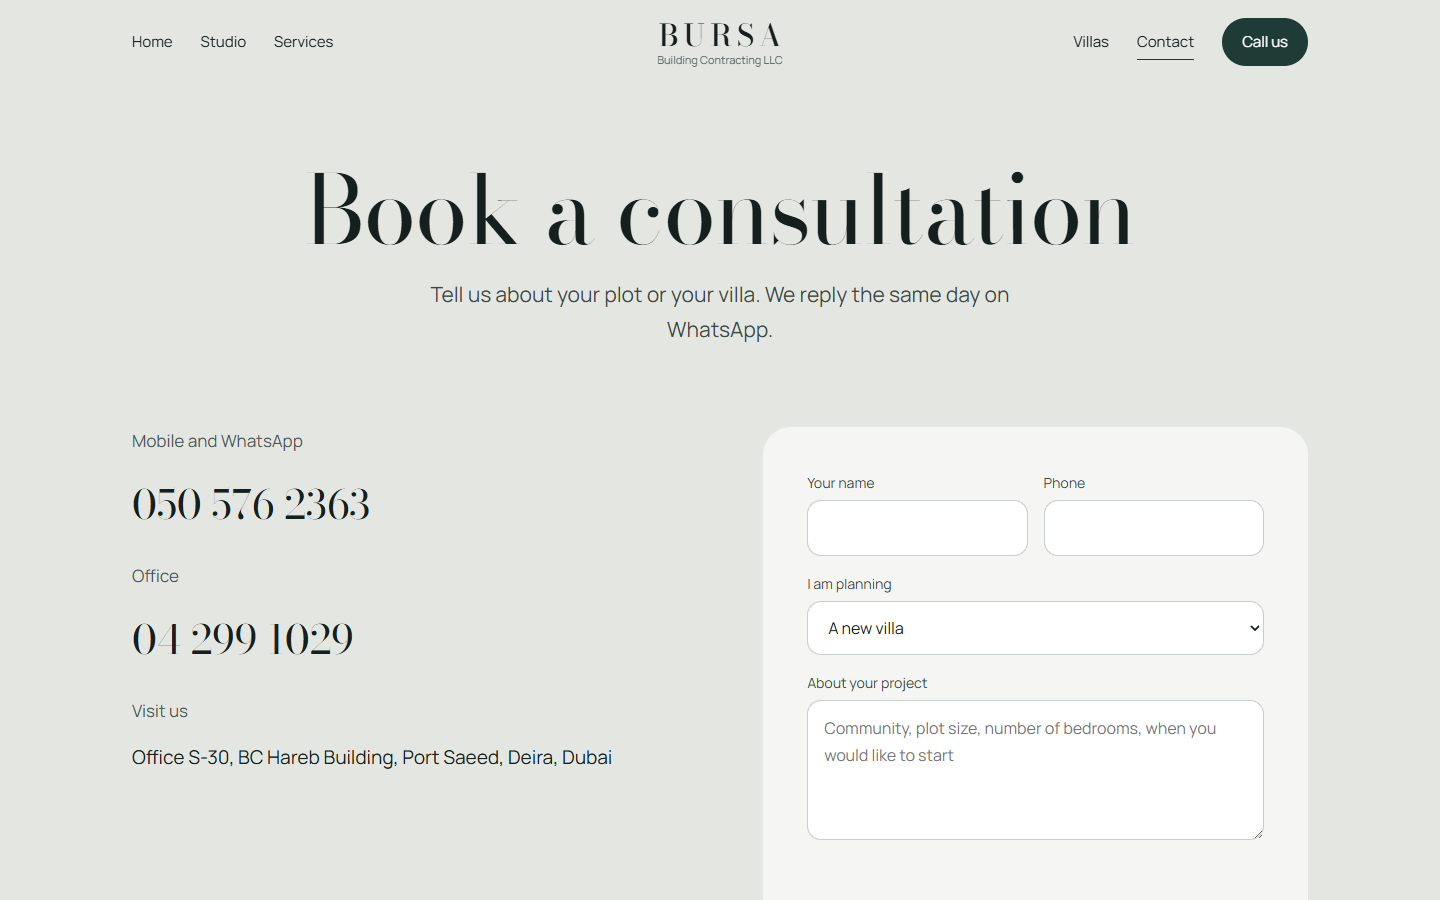 Home
Studio
Services
BURSA
Building Contracting LLC
Villas
Contact
Call us
Book a consultation
Tell us about your plot or your villa. We reply the same day on
WhatsApp.
Mobile and WhatsApp
050 576 2363
Office
04 299 1029
Visit us
Office S-30, BC Hareb Building, Port Saeed, Deira, Dubai
Your name
Phone
I am planning
A new villa
About your project
Community, plot size, number of bedrooms, when you
would like to start